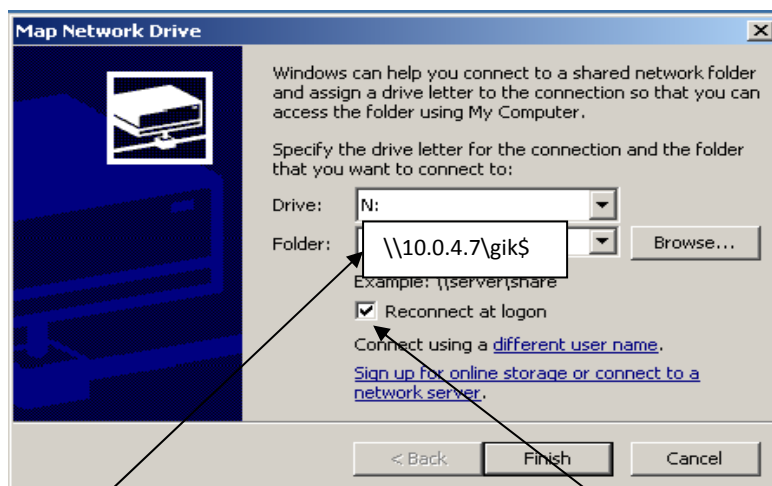 Map Network Drive
Windows can help you connect to a shared network folder
and assign a drive letter to the connection so that you can
access the folder using My Computer.
Specify the drive letter for the connection and the folder
that you want to connect to:
Drive: N:
Folder: \\10.0.4.7\gik$ Browse...
Example: \\server\share
Reconnect at logon
Connect using a different user name.
Sign up for online storage or connect to a
network server.
< Back Finish Cancel